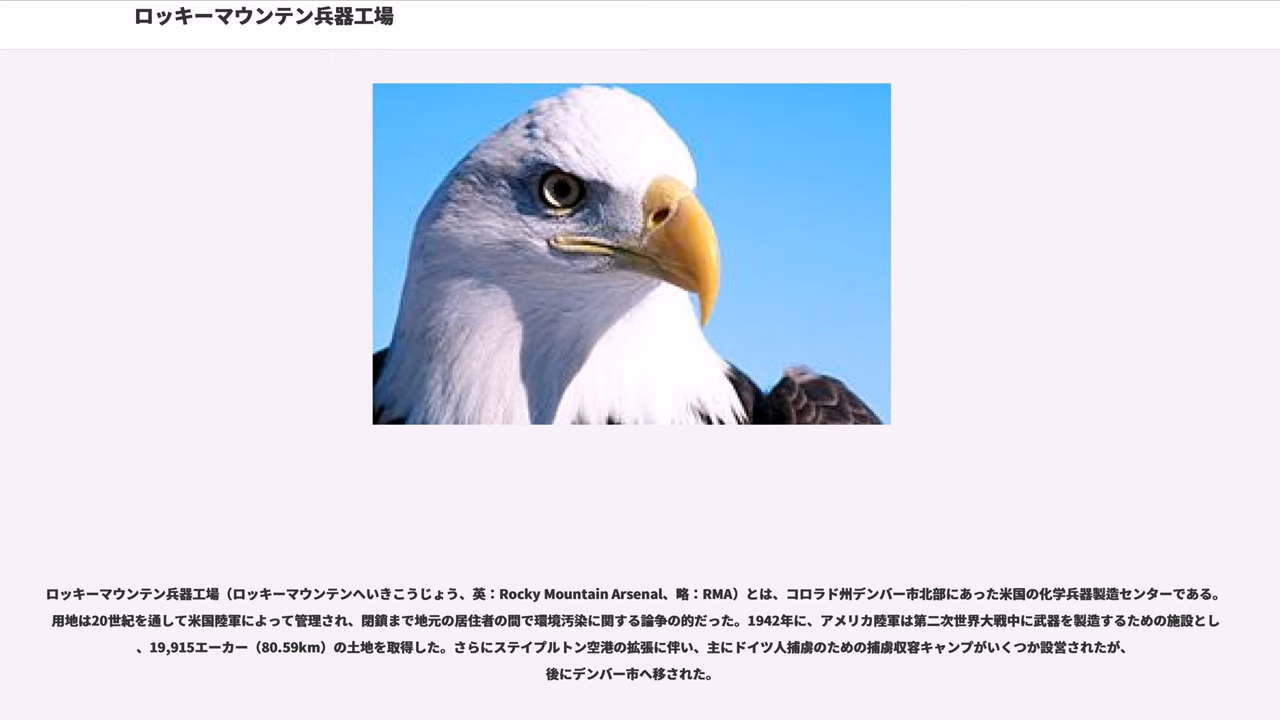 ロッキーマウンテン兵器工場
ロッキーマウンテン兵器工場（ロッキーマウンテンへいきこうじょう、英：Rocky Mountain Arsenal、略：RMA）とは、コロラド州デンバー市北部にあった米国の化学兵器製造センターである。
用地は20世紀を通して米国陸軍によって管理され、閉鎖まで地元の居住者の間で環境汚染に関する論争の的だった。1942年に、アメリカ陸軍は第二次世界大戦中に武器を製造するための施設とし
、19,915エーカー（80.59km）の土地を取得した。さらにステイプルトン空港の拡張に伴い、主にドイツ人捕虜のための捕虜収容キャンプがいくつか設営されたが、
後にデンバー市へ移された。